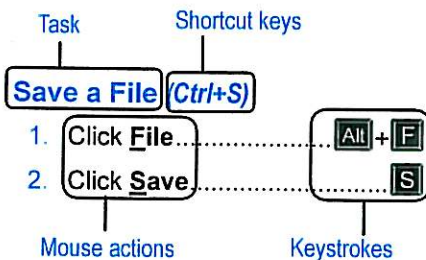 Task Shortcut keys
Save a File (Ctrl+S)
1. Click File.................... Alt + F
2. Click Save.................... S
Mouse actions Keystrokes